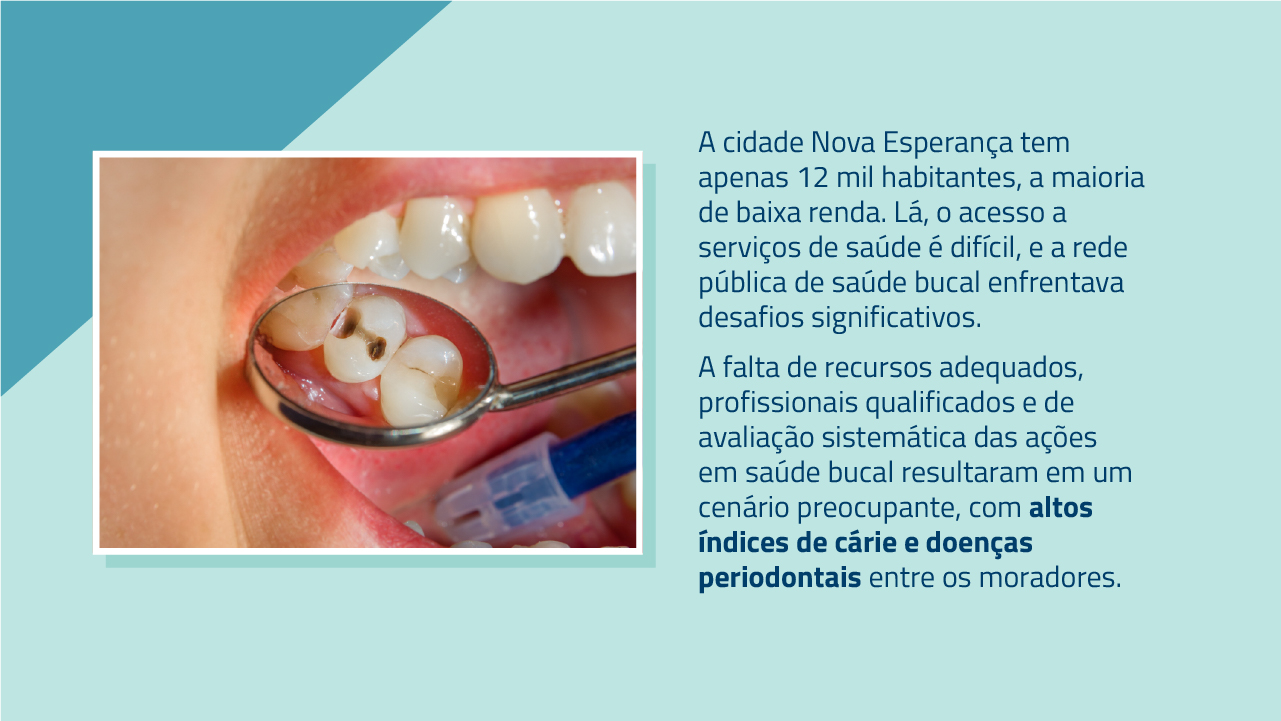 A cidade Nova Esperança tem
apenas 12 mil habitantes, a maioria
de baixa renda. Lá, o acesso a
serviços de saúde é difícil, e a rede
pública de saúde bucal enfrentava
desafios significativos.
A falta de recursos adequados,
profissionais qualificados e de
avaliação sistemática das ações
em saúde bucal resultaram em um
cenário preocupante, com altos
índices de cárie e doenças
periodontais entre os moradores.